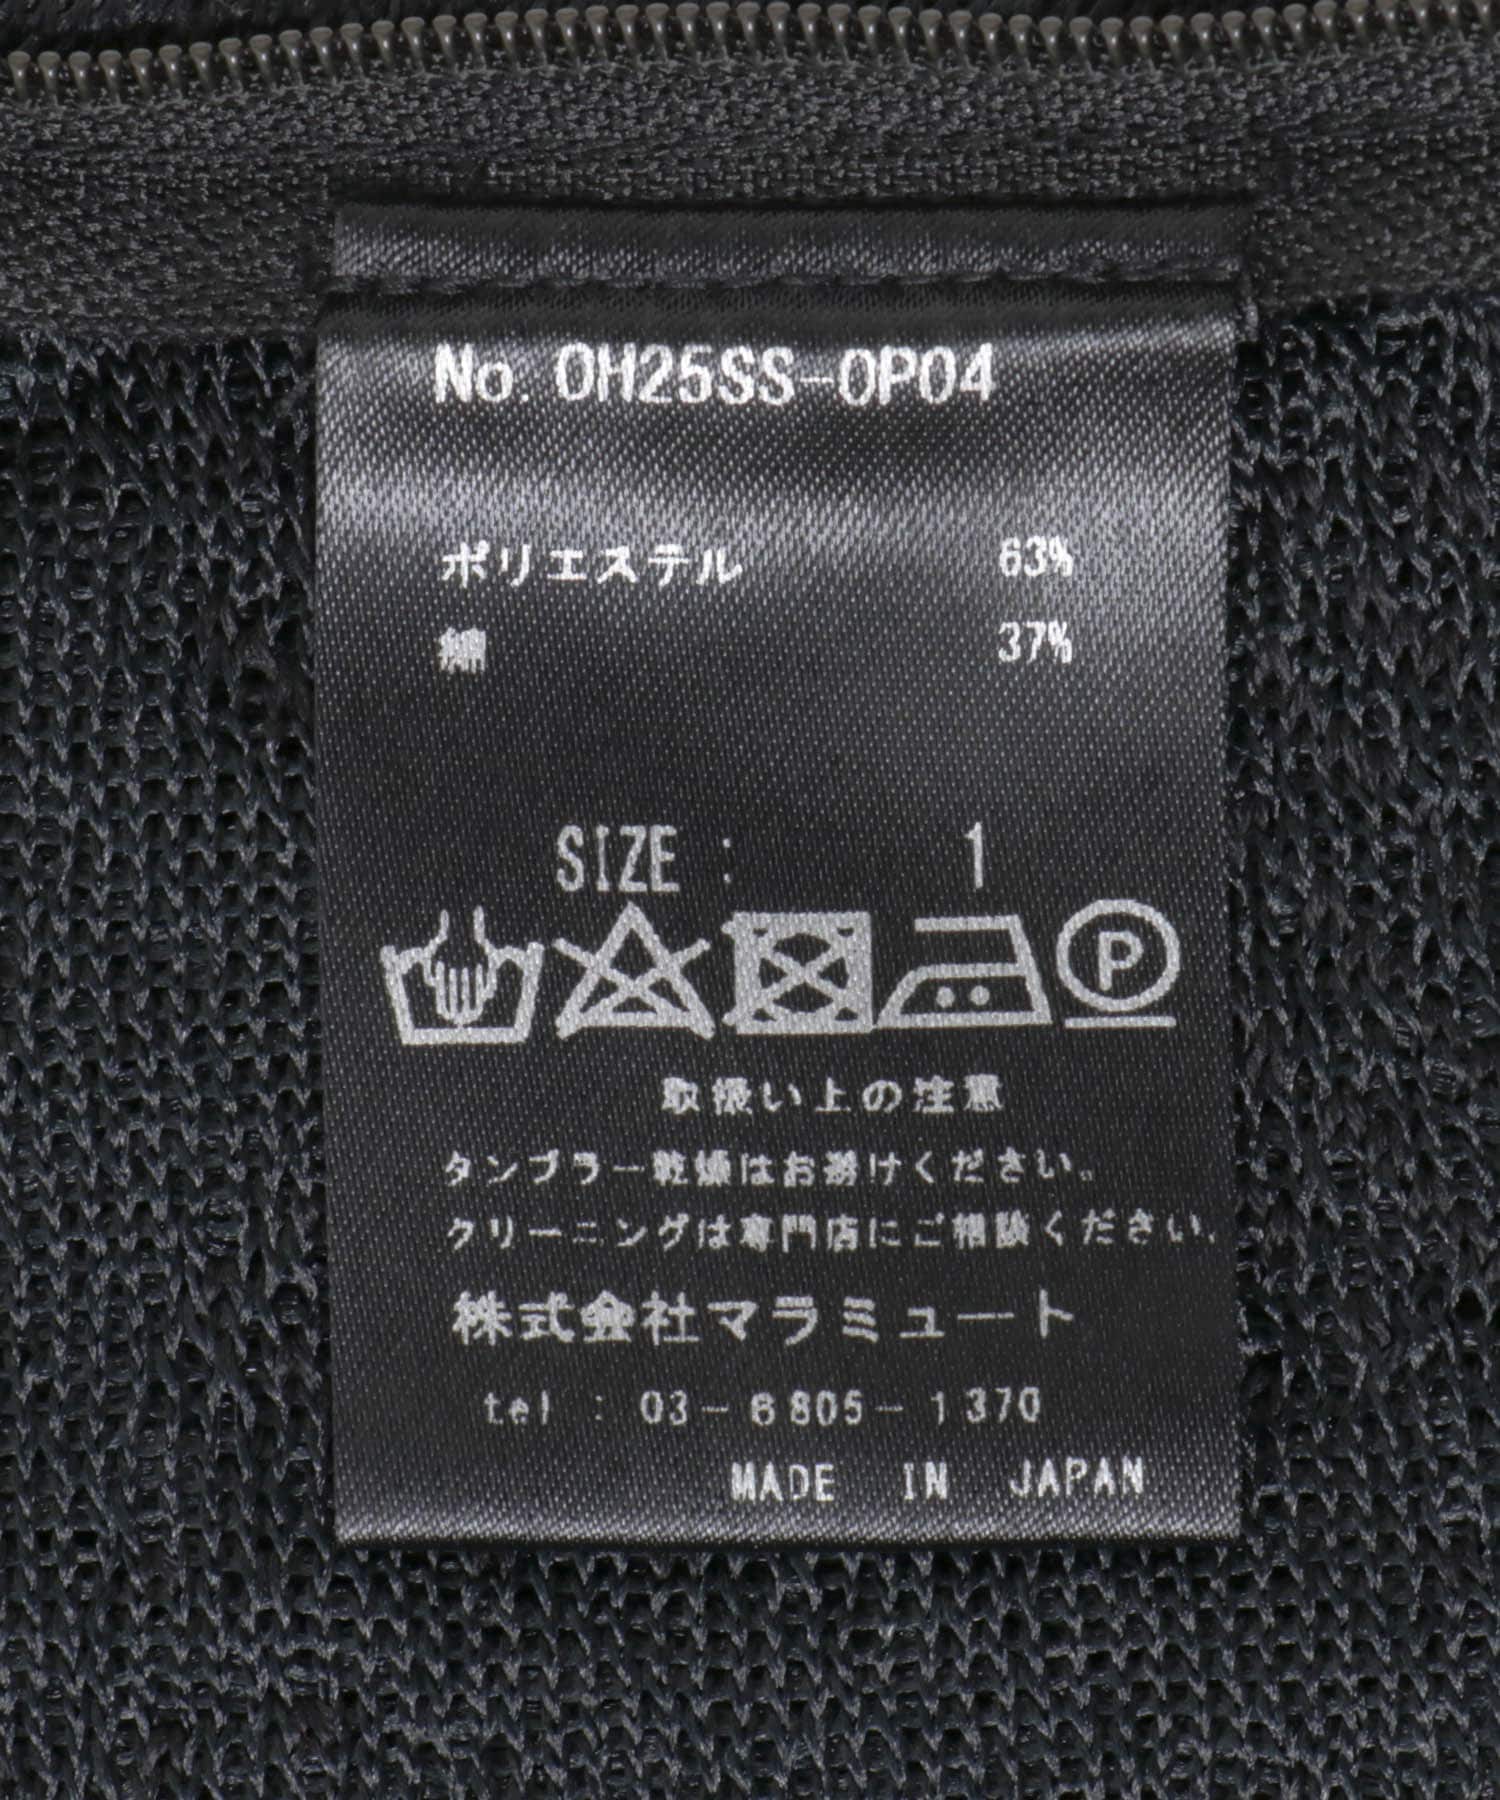 No. OH25SS-OP04
ポリエステル 63%
綿 37%
SIZE : 1
P
取扱い上の注意
タンブラー乾燥はお避けください。
クリーニングは専門店にご相談ください。
株式会社マラミュート
tel : 03-6805-1370
MADE IN JAPAN